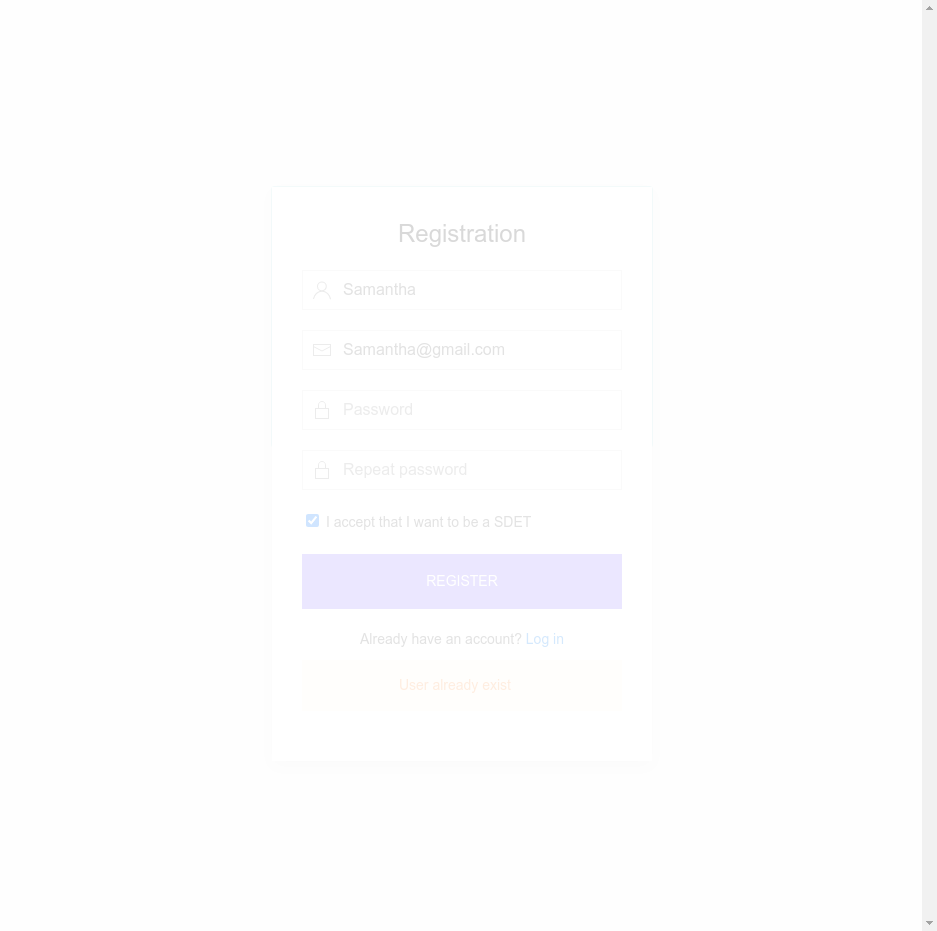 Registration
Samantha
Samantha@gmail.com
Password
Repeat password
I accept that I want to be a SDET
REGISTER
Already have an account? Log in
User already exist